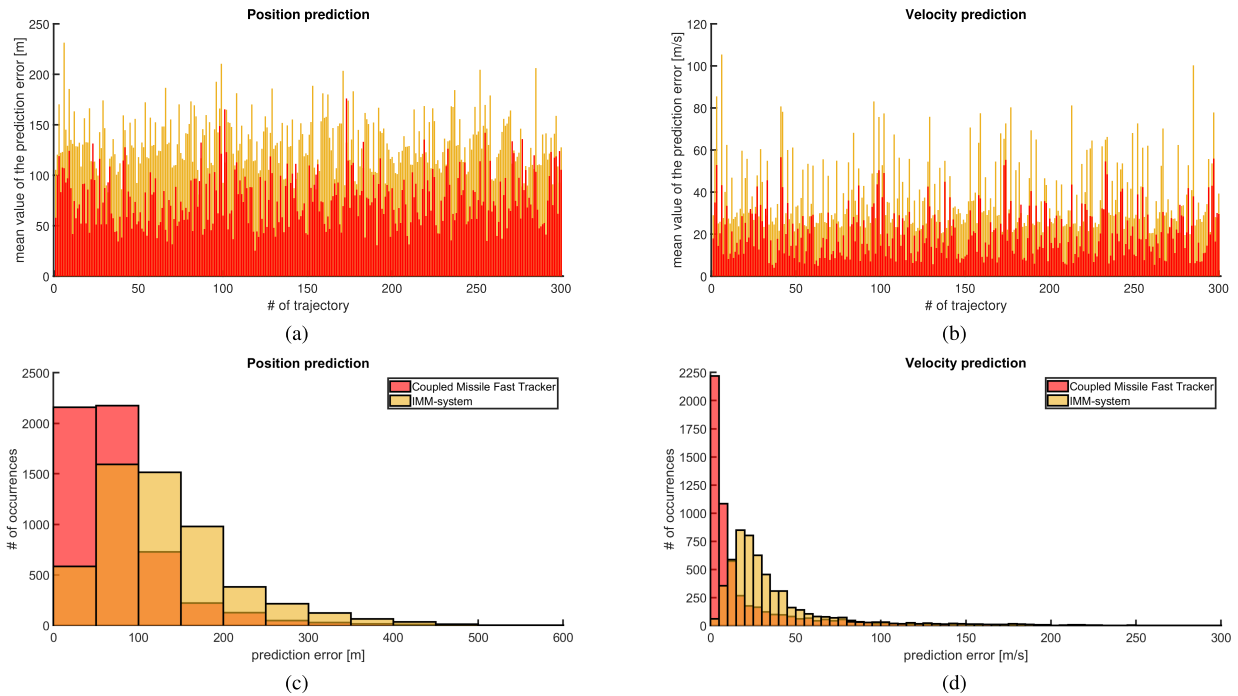 Position prediction
mean value of the prediction error [m]
250
200
150
100
50
0
0 50 100 150 200 250 300
# of trajectory
(a)
Velocity prediction
mean value of the prediction error [m/s]
120
100
80
60
40
20
0
0 50 100 150 200 250 300
# of trajectory
(b)
Position prediction
# of occurrences
2500
2000
1500
1000
500
0
Coupled Missile Fast Tracker
IMM-system
0 100 200 300 400 500 600
prediction error [m]
(c)
Velocity prediction
# of occurrences
2250
2000
1750
1500
1250
1000
750
500
250
0
Coupled Missile Fast Tracker
IMM-system
0 50 100 150 200 250 300
prediction error [m/s]
(d)